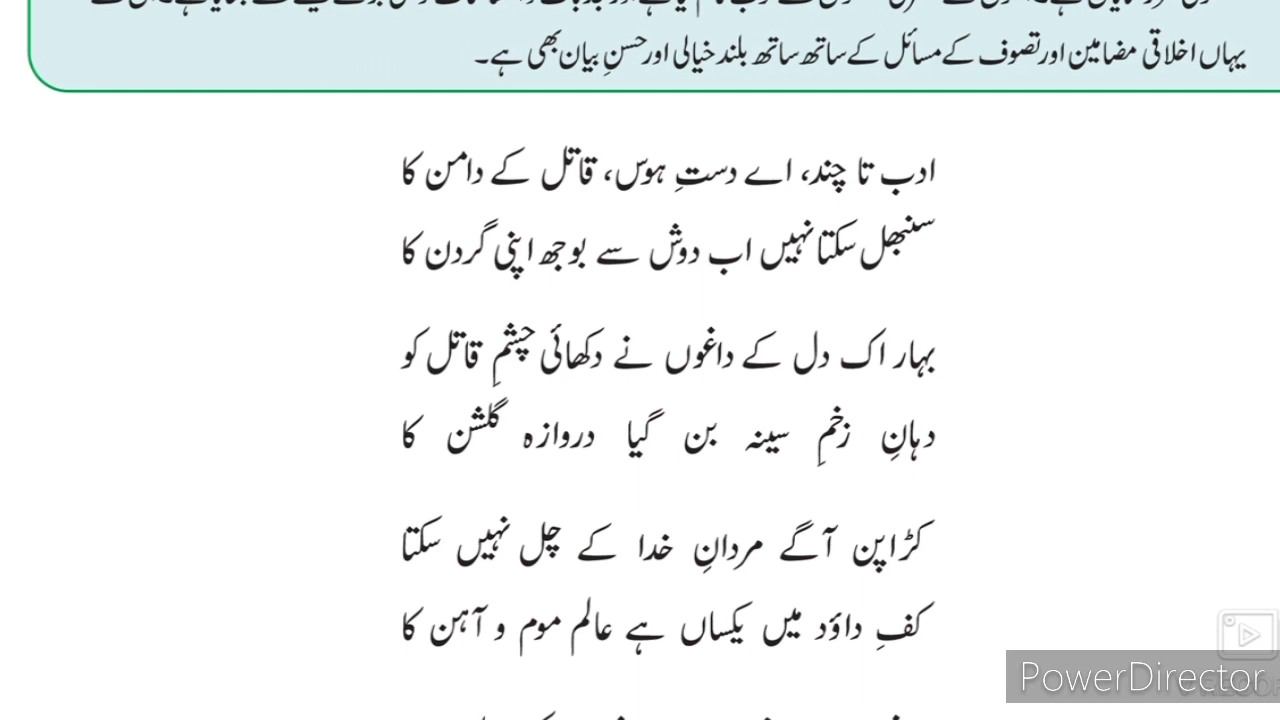 یہاں اخلاقی مضامین اور تصوف کے مسائل کے ساتھ ساتھ بلند خیالی اور حسنِ بیان بھی ہے۔
ادب تا چند، اے دستِ ہوس، قاتل کے دامن کا
سنبھل سکتا نہیں اب دوش سے بوجھ اپنی گردن کا
بہار اک دل کے داغوں نے دکھائی چشمِ قاتل کو
دہانِ زخمِ سینہ بن گیا دروازہ گلشن کا
کڑاپن آگے مردانِ خدا کے چل نہیں سکتا
کفِ داؤد میں یکساں ہے عالم موم و آہن کا
PowerDirector